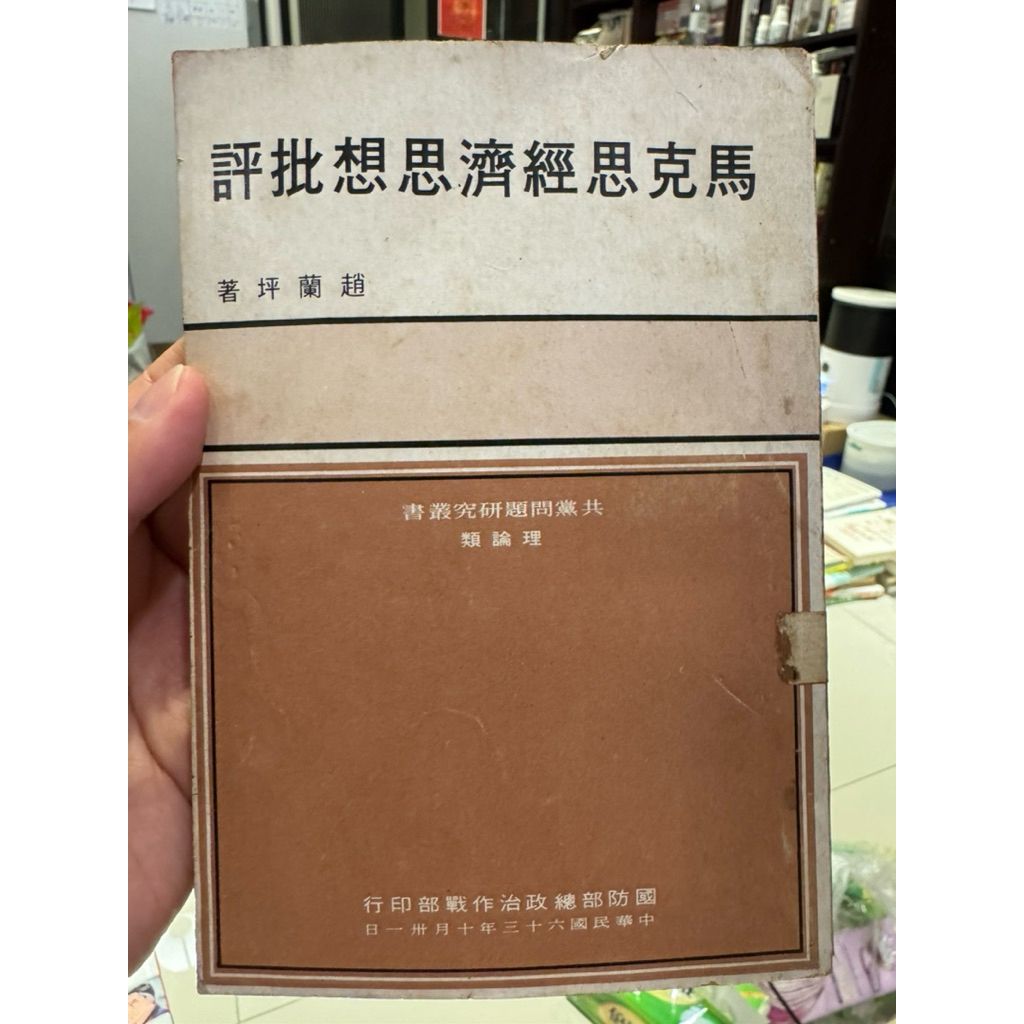 馬克思經濟思想批評
趙蘭坪著
共黨問題研究叢書
理論類
國防部總政治作戰部印行
中華民國六十三年十月卅一日